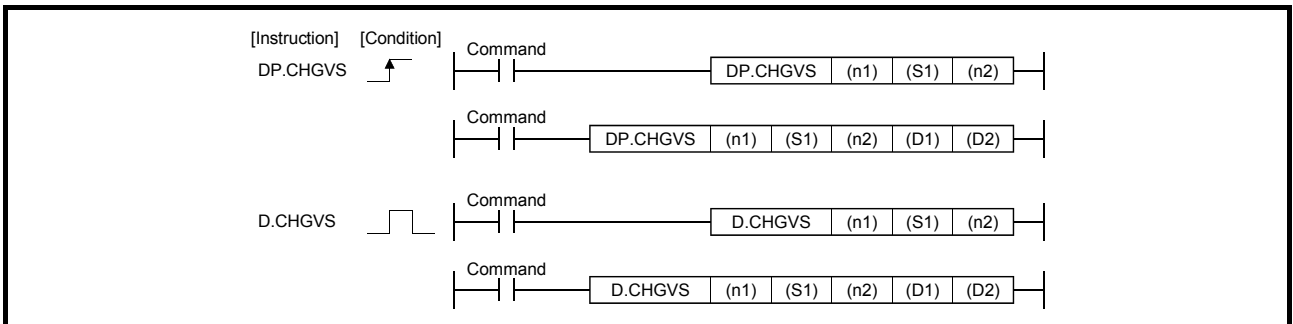 [Instruction] [Condition]
Command
DP.CHGVS DP.CHGVS (n1) (S1) (n2)
Command
DP.CHGVS (n1) (S1) (n2) (D1) (D2)
Command
D.CHGVS D.CHGVS (n1) (S1) (n2)
Command
D.CHGVS (n1) (S1) (n2) (D1) (D2)